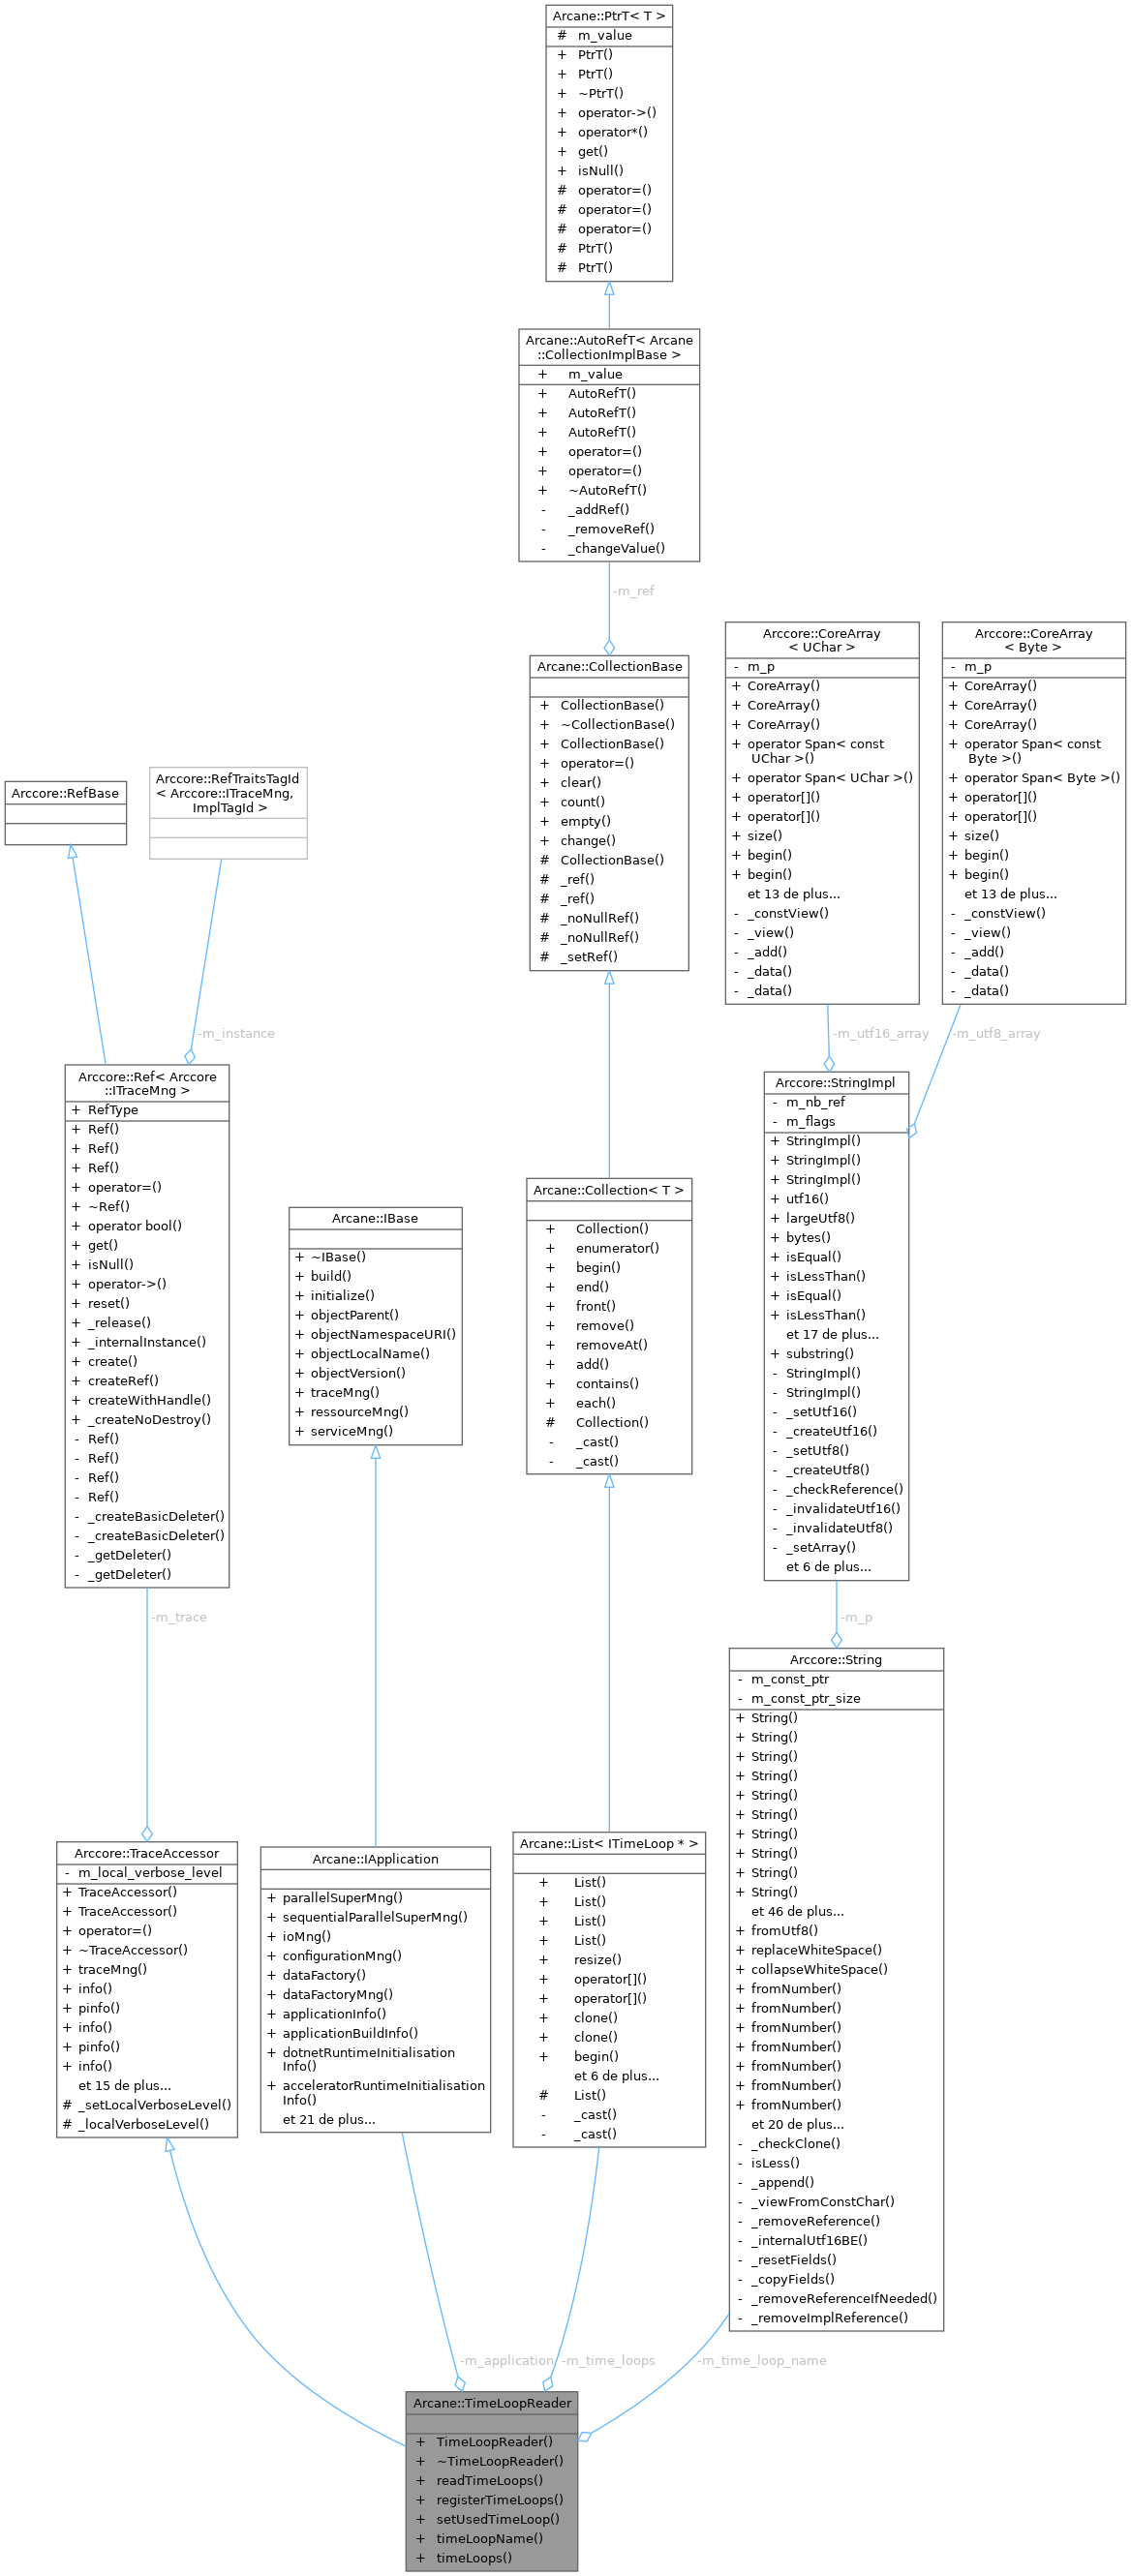 Arcane::PtrT< T >
# m_value
+ PtrT()
+ PtrT()
+ ~PtrT()
+ operator->()
+ operator*()
+ get()
+ isNull()
# operator=()
# operator=()
# operator=()
# PtrT()
# PtrT()
Arcane::AutoRefT< Arcane
::CollectionImplBase >
+ m_value
+ AutoRefT()
+ AutoRefT()
+ AutoRefT()
+ operator=()
+ operator=()
+ ~AutoRefT()
- _addRef()
- _removeRef()
- _changeValue()
-m_ref
Arcane::CollectionBase
+ CollectionBase()
+ ~CollectionBase()
+ CollectionBase()
+ operator=()
+ clear()
+ count()
+ empty()
+ change()
# CollectionBase()
# _ref()
# _ref()
# _noNullRef()
# _noNullRef()
# _setRef()
Arccore::CoreArray
< UChar >
- m_p
+ CoreArray()
+ CoreArray()
+ CoreArray()
+ operator Span< const
UChar >()
+ operator Span< UChar >()
+ operator[]()
+ operator[]()
+ size()
+ begin()
+ begin()
et 13 de plus...
- _constView()
- _view()
- _add()
- _data()
- _data()
Arccore::CoreArray
< Byte >
- m_p
+ CoreArray()
+ CoreArray()
+ CoreArray()
+ operator Span< const
Byte >()
+ operator Span< Byte >()
+ operator[]()
+ operator[]()
+ size()
+ begin()
+ begin()
et 13 de plus...
- _constView()
- _view()
- _add()
- _data()
- _data()
Arccore::RefBase
Arccore::RefTraitsTagId
< Arccore::ITraceMng,
ImplTagId >
-m_instance
-m_utf16_array
-m_utf8_array
Arccore::Ref< Arccore
::ITraceMng >
+ RefType
+ Ref()
+ Ref()
+ Ref()
+ operator=()
+ ~Ref()
+ operator bool()
+ get()
+ isNull()
+ operator->()
+ reset()
+ _release()
+ _internalInstance()
+ create()
+ createRef()
+ createWithHandle()
+ _createNoDestroy()
- Ref()
- Ref()
- Ref()
- Ref()
- _createBasicDeleter()
- _createBasicDeleter()
- _getDeleter()
- _getDeleter()
Arcane::IBase
+ ~IBase()
+ build()
+ initialize()
+ objectParent()
+ objectNamespaceURI()
+ objectLocalName()
+ objectVersion()
+ traceMng()
+ ressourceMng()
+ serviceMng()
Arcane::Collection< T >
+ Collection()
+ enumerator()
+ begin()
+ end()
+ front()
+ remove()
+ removeAt()
+ add()
+ contains()
+ each()
# Collection()
- _cast()
- _cast()
Arccore::StringImpl
- m_nb_ref
- m_flags
+ StringImpl()
+ StringImpl()
+ StringImpl()
+ utf16()
+ largeUtf8()
+ bytes()
+ isEqual()
+ isLessThan()
+ isEqual()
+ isLessThan()
et 17 de plus...
+ substring()
- StringImpl()
- StringImpl()
- _setUtf16()
- _createUtf16()
- _setUtf8()
- _createUtf8()
- _checkReference()
- _invalidateUtf16()
- _invalidateUtf8()
- _setArray()
et 6 de plus...
-m_trace
-m_p
Arccore::TraceAccessor
- m_local_verbose_level
+ TraceAccessor()
+ TraceAccessor()
+ operator=()
+ ~TraceAccessor()
+ traceMng()
+ info()
+ pinfo()
+ info()
+ pinfo()
+ info()
et 15 de plus...
# _setLocalVerboseLevel()
# _localVerboseLevel()
Arcane::IApplication
+ parallelSuperMng()
+ sequentialParallelSuperMng()
+ ioMng()
+ configurationMng()
+ dataFactory()
+ dataFactoryMng()
+ applicationInfo()
+ applicationBuildInfo()
+ dotnetRuntimeInitialisation
Info()
+ acceleratorRuntimeInitialisation
Info()
et 21 de plus...
Arcane::List< ITimeLoop * >
+ List()
+ List()
+ List()
+ List()
+ resize()
+ operator[]()
+ operator[]()
+ clone()
+ clone()
+ begin()
et 6 de plus...
# List()
- _cast()
- _cast()
Arccore::String
- m_const_ptr
- m_const_ptr_size
+ String()
+ String()
+ String()
+ String()
+ String()
+ String()
+ String()
+ String()
+ String()
+ String()
et 46 de plus...
+ fromUtf8()
+ replaceWhiteSpace()
+ collapseWhiteSpace()
+ fromNumber()
+ fromNumber()
+ fromNumber()
+ fromNumber()
+ fromNumber()
+ fromNumber()
+ fromNumber()
et 20 de plus...
- _checkClone()
- isLess()
- _append()
- _viewFromConstChar()
- _removeReference()
- _internalUtf16BE()
- _resetFields()
- _copyFields()
- _removeReferenceIfNeeded()
- _removeImplReference()
-m_application
-m_time_loops
-m_time_loop_name
Arcane::TimeLoopReader
+ TimeLoopReader()
+ ~TimeLoopReader()
+ readTimeLoops()
+ registerTimeLoops()
+ setUsedTimeLoop()
+ timeLoopName()
+ timeLoops()